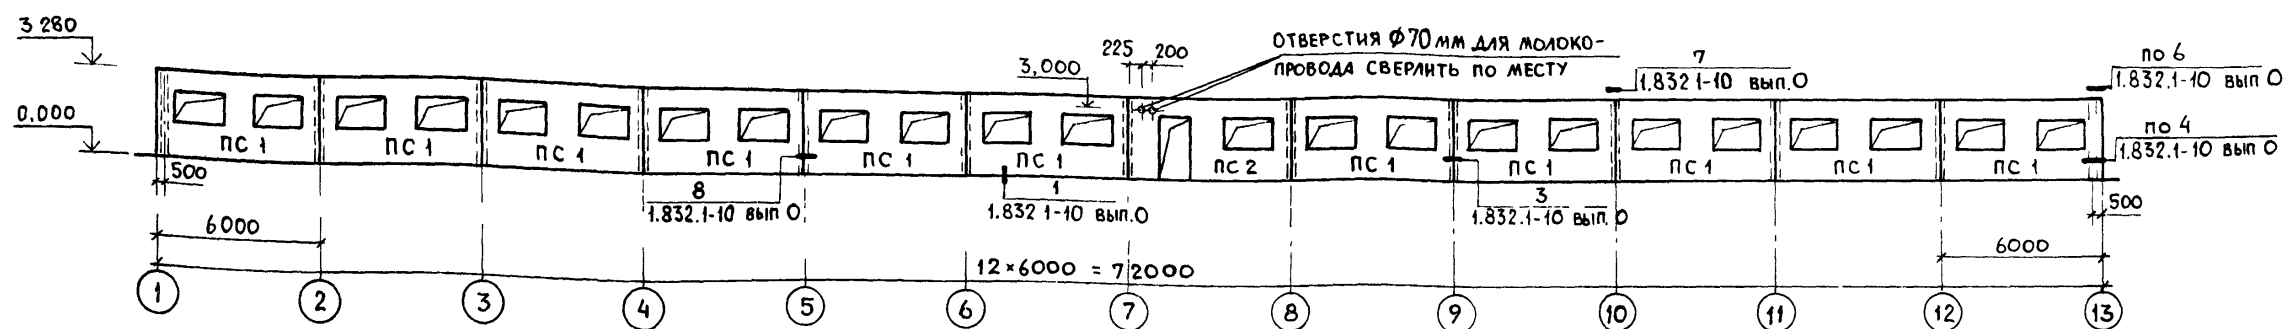 3 280
0.000
500
6000
ПС 1
ПС 1
ПС 1
ПС 1
8
1.832.1-10 вып 0
ПС 1
ПС 1
1
1.832 1-10 вып.0
3,000
225
200
ОТВЕРСТИЯ Ф70 ММ ДЛЯ МОЛОКО-
ПРОВОДА СВЕРЛИТЬ ПО МЕСТУ
ПС 2
ПС 1
ПС 1
3
1.832.1-10 вып. 0
7
1.832 1-10 вып.0
ПС 1
ПС 1
ПС 1
по 6
1.832.1-10 вып 0
по 4
1.832.1-10 вып 0
500
6000
12×6000 = 72000
1
2
3
4
5
6
7
8
9
10
11
12
13